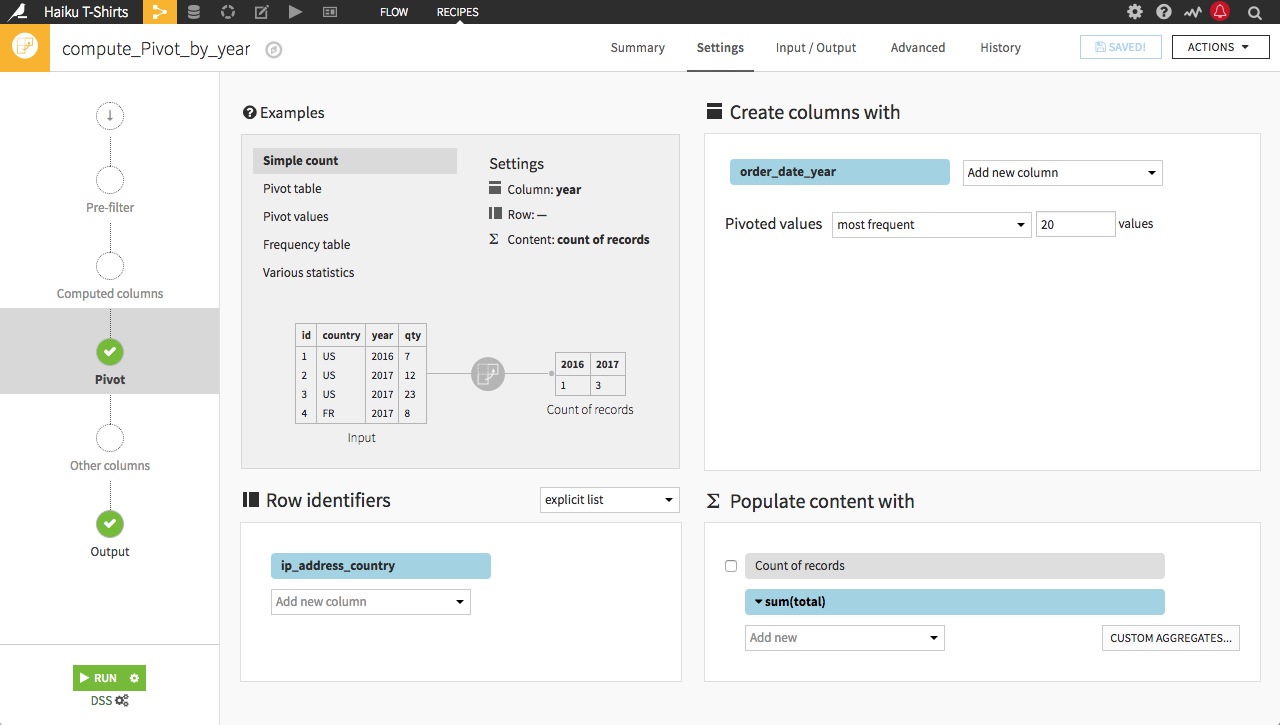 Haiku T-Shirts FLOW RECIPES
compute_Pivot_by_year Summary Settings Input / Output Advanced History SAVED! ACTIONS
Pre-filter
Computed columns
Pivot
Other columns
Output
RUN
DSS
Examples
Simple count
Pivot table
Pivot values
Frequency table
Various statistics
Settings
Column: year
Row: —
Content: count of records
id country year qty
1 US 2016 7
2 US 2017 12
3 US 2017 23
4 FR 2017 8
Input
2016 2017
1 3
Count of records
Create columns with
order_date_year Add new column
Pivoted values most frequent 20 values
Row identifiers explicit list
ip_address_country
Add new column
Σ Populate content with
Count of records
sum(total)
Add new CUSTOM AGGREGATES...